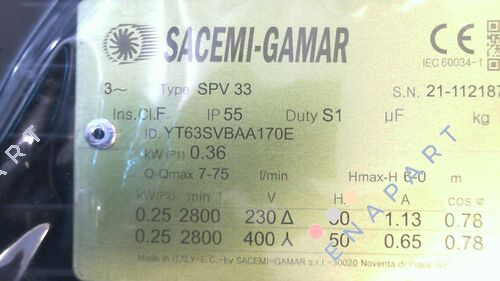 SACEMI-GAMAR
CE
IEC 60034-1
3~ Type SPV 33 S.N. 21-112187
Ins.Cl.F. IP 55 Duty S1 µF kg
ID. YT63SVBAA170E
kW (P1) 0.36
Q-Qmax 7-75 l/min Hmax-H m
kW(P2) min⁻¹ V Hz A cos φ
0.25 2800 230 Δ 50 1.13 0.78
0.25 2800 400 ⅄ 50 0.65 0.78
Made in ITALY-E.C.-by SACEMI-GAMAR s.r.l.-30020 Noventa di Piave
ENAPART